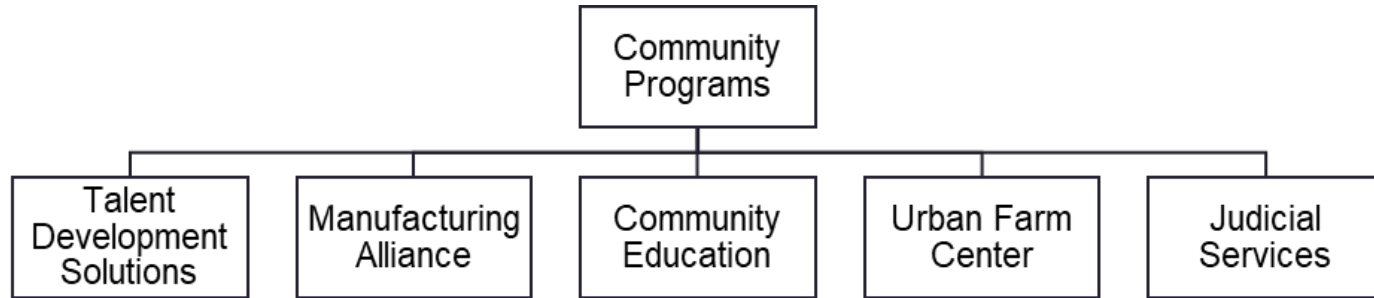 Community
Programs
Talent
Development
Solutions
Manufacturing
Alliance
Community
Education
Urban Farm
Center
Judicial
Services